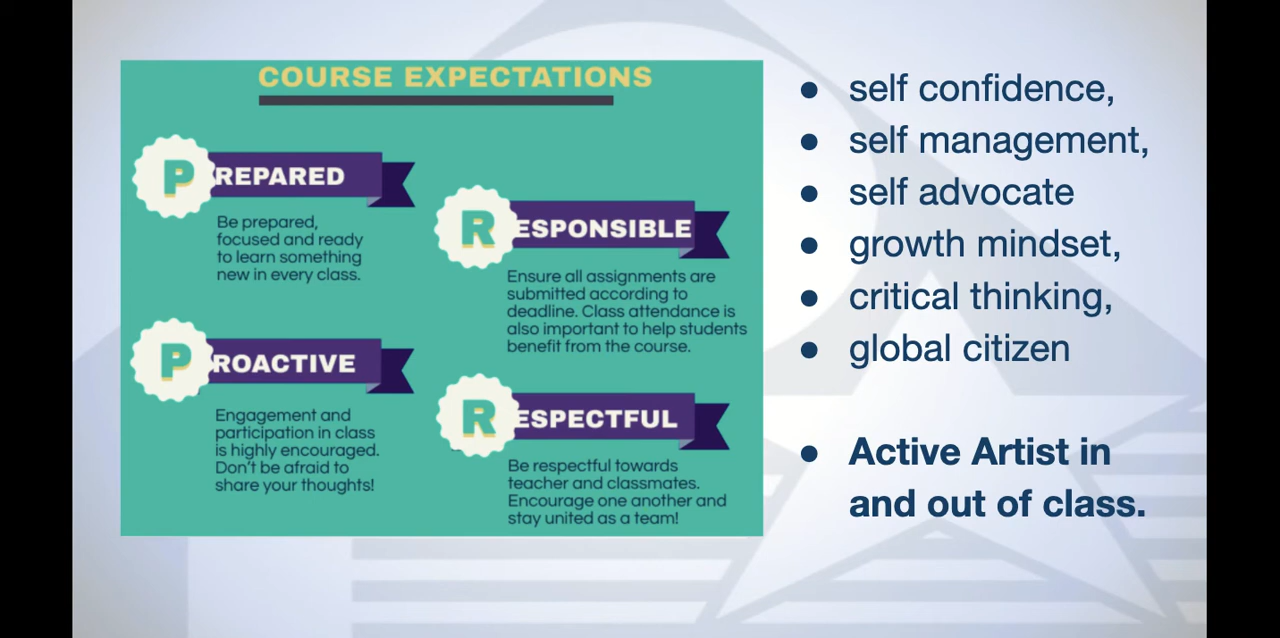 COURSE EXPECTATIONS
PREPARED
Be prepared,
focused and ready
to learn something
new in every class.
RESPONSIBLE
Ensure all assignments are
submitted according to
deadline. Class attendance is
also important to help students
benefit from the course.
PROACTIVE
Engagement and
participation in class
is highly encouraged.
Don't be afraid to
share your thoughts!
RESPECTFUL
Be respectful towards
teacher and classmates.
Encourage one another and
stay united as a team!
● self confidence,
● self management,
● self advocate
● growth mindset,
● critical thinking,
● global citizen
● Active Artist in
and out of class.